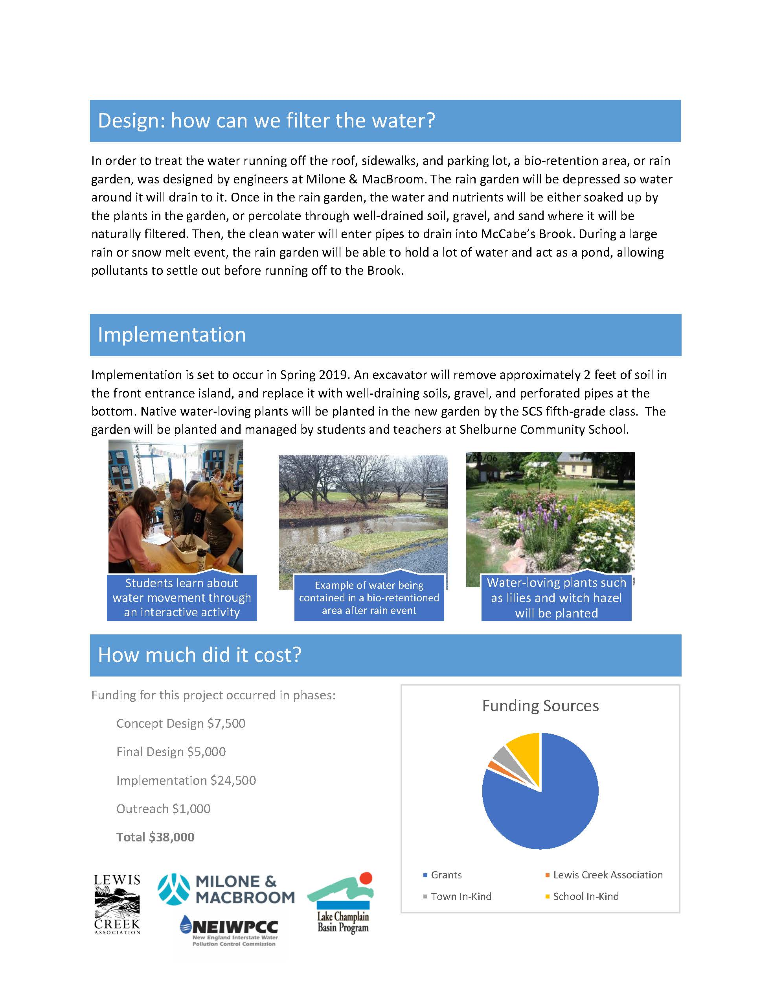 Design: how can we filter the water?
In order to treat the water running off the roof, sidewalks, and parking lot, a bio-retention area, or rain
garden, was designed by engineers at Milone & MacBroom. The rain garden will be depressed so water
around it will drain to it. Once in the rain garden, the water and nutrients will be either soaked up by
the plants in the garden, or percolate through well-drained soil, gravel, and sand where it will be
naturally filtered. Then, the clean water will enter pipes to drain into McCabe’s Brook. During a large
rain or snow melt event, the rain garden will be able to hold a lot of water and act as a pond, allowing
pollutants to settle out before running off to the Brook.
Implementation
Implementation is set to occur in Spring 2019. An excavator will remove approximately 2 feet of soil in
the front entrance island, and replace it with well-draining soils, gravel, and perforated pipes at the
bottom. Native water-loving plants will be planted in the new garden by the SCS fifth-grade class.  The
garden will be planted and managed by students and teachers at Shelburne Community School.
Students learn about
water movement through
an interactive activity
Example of water being
contained in a bio-retentioned
area after rain event
Water-loving plants such
as lilies and witch hazel
will be planted
How much did it cost?
Funding for this project occurred in phases:
Concept Design $7,500
Final Design $5,000
Implementation $24,500
Outreach $1,000
Total $38,000
Funding Sources
Grants
Lewis Creek Association
Town In-Kind
School In-Kind
LEWIS
CREEK
ASSOCIATION
MILONE &
MACBROOM
NEIWPCC
New England Interstate Water
Pollution Control Commission
Lake Champlain
Basin Program